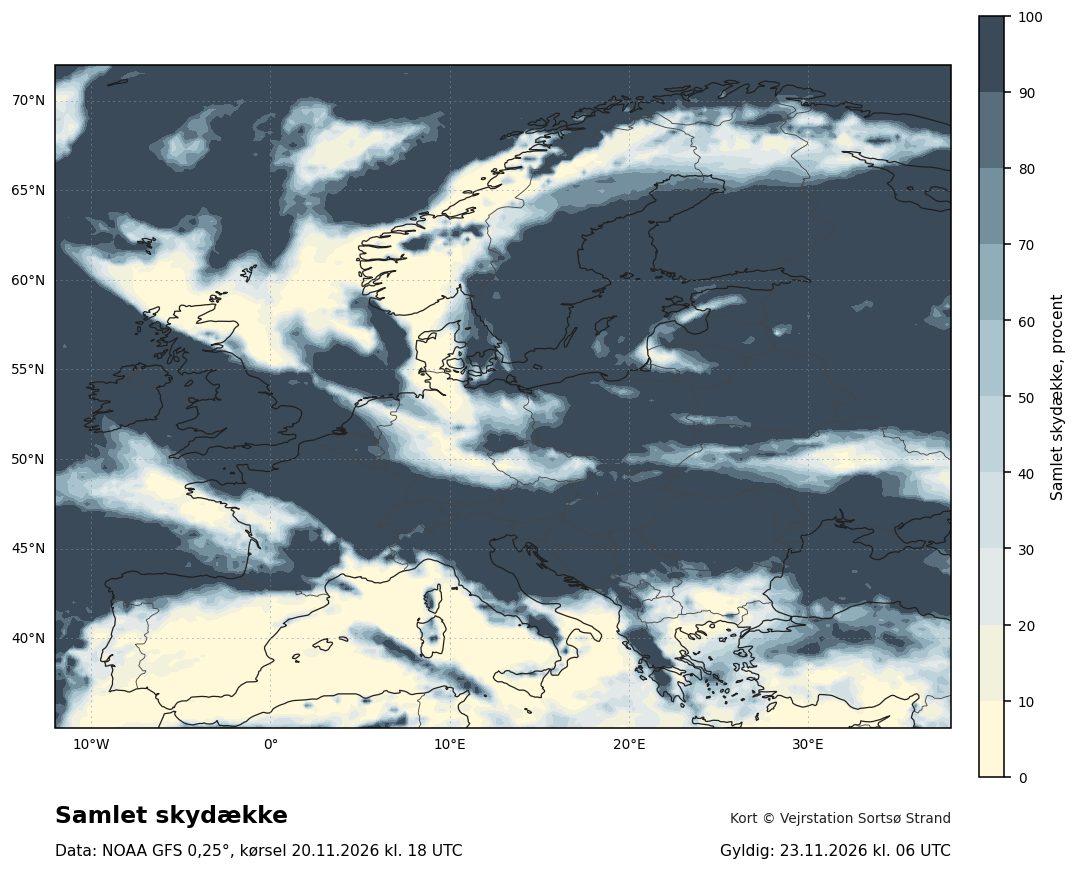 70°N
65°N
60°N
55°N
50°N
45°N
40°N
10°W
0°
10°E
20°E
30°E
100
90
80
70
60
50
40
30
20
10
0
Samlet skydække, procent
Samlet skydække
Kort © Vejrstation Sortsø Strand
Data: NOAA GFS 0,25°, kørsel 20.11.2026 kl. 18 UTC
Gyldig: 23.11.2026 kl. 06 UTC